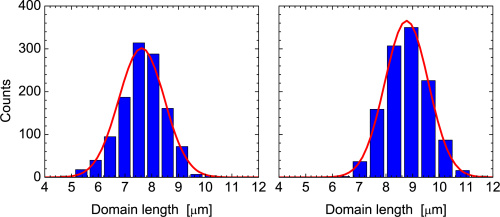 400
300
200
100
0
Counts
4 5 6 7 8 9 10 11 12
4 5 6 7 8 9 10 11 12
Domain length [μm]
Domain length [μm]